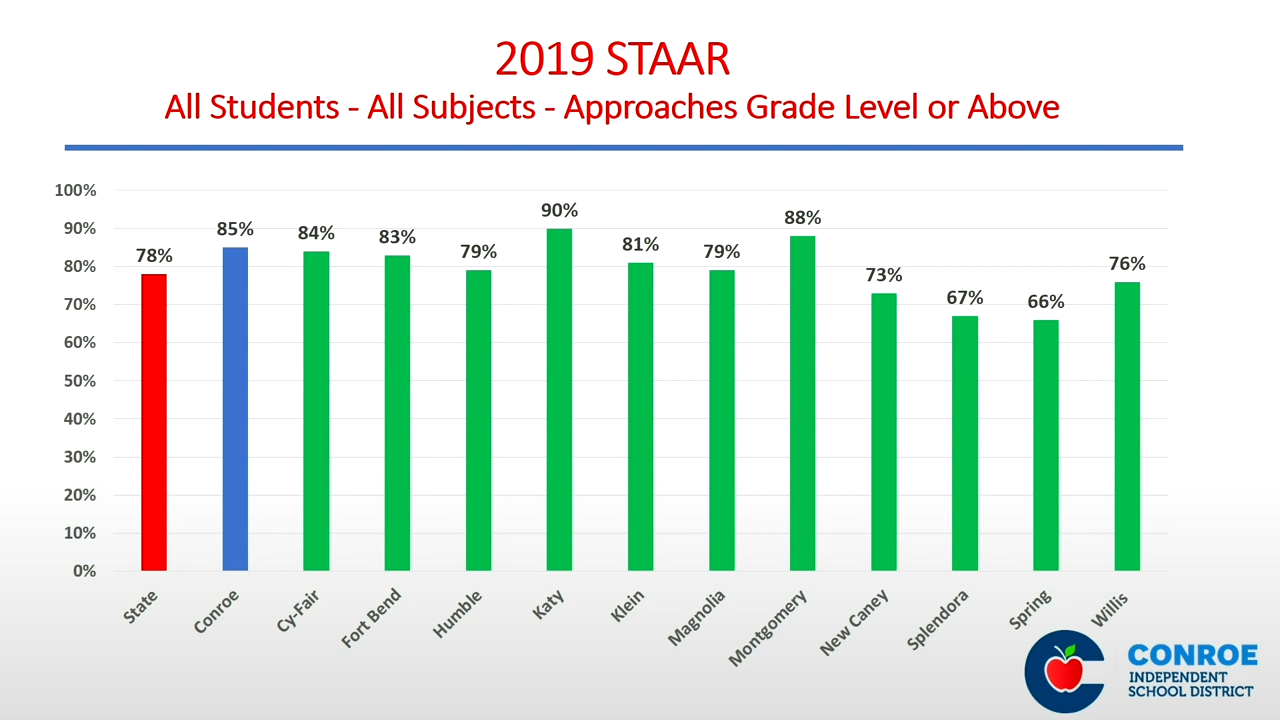 2019 STAAR
All Students - All Subjects - Approaches Grade Level or Above
100%
90%
80%
70%
60%
50%
40%
30%
20%
10%
0%
78%
85%
84%
83%
79%
90%
81%
79%
88%
73%
67%
66%
76%
State
Conroe
Cy-Fair
Fort Bend
Humble
Katy
Klein
Magnolia
Montgomery
New Caney
Splendora
Spring
Willis
CONROE
INDEPENDENT
SCHOOL DISTRICT